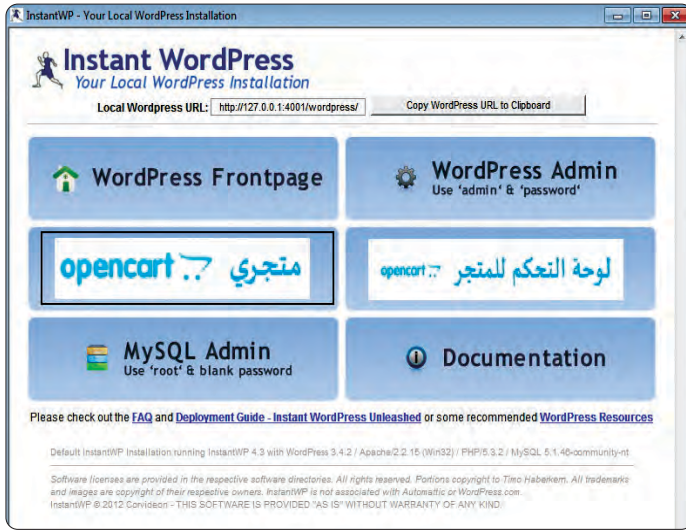 InstantWP - Your Local WordPress Installation
Instant WordPress
Your Local WordPress Installation
Local Wordpress URL: http://127.0.0.1:4001/wordpress/ Copy WordPress URL to Clipboard
WordPress Frontpage
WordPress Admin
Use 'admin' & 'password'
متجري opencart
لوحة التحكم للمتجر opencart
MySQL Admin
Use 'root' & blank password
Documentation
Please check out the FAQ and Deployment Guide - Instant WordPress Unleashed or some recommended WordPress Resources
Default InstantWP Installation running InstantWP 4.3 with WordPress 3.4.2 / Apache/2.2.16 (Win32) / PHP/5.3.2 / MySQL 5.1.46-community-nt
Software licenses are provided in the respective software directories. All rights reserved. Portions copyright to Timo Haberkern. All trademarks
and images are copyright of their respective owners. InstantWP is not associated with Automattic or WordPress.com.
InstantWP © 2012 Corvideon - THIS SOFTWARE IS PROVIDED "AS IS" WITHOUT WARRANTY OF ANY KIND